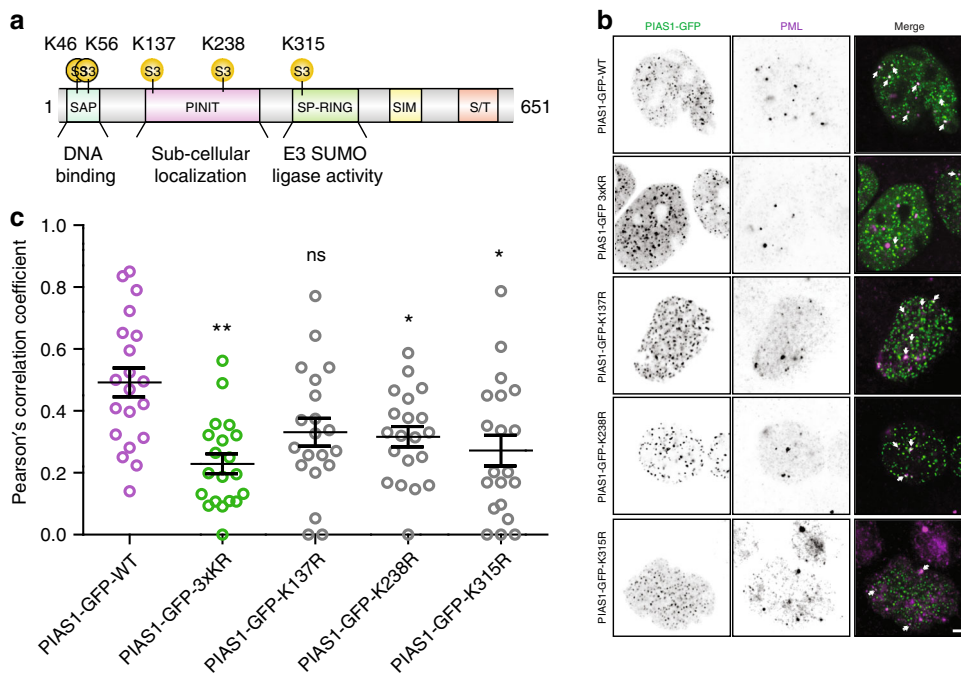 a
K46 K56 K137 K238 K315
S3 S3 S3 S3 S3
1 SAP PINIT SP-RING SIM S/T 651
DNA binding
Sub-cellular localization
E3 SUMO ligase activity
b
PIAS1-GFP PML Merge
PIAS1-GFP-WT
PIAS1-GFP 3xKR
PIAS1-GFP-K137R
PIAS1-GFP-K238R
PIAS1-GFP-K315R
c
Pearson's correlation coefficient
1.0
0.8
0.6
0.4
0.2
0.0
** ns * *
PIAS1-GFP-WT
PIAS1-GFP-3xKR
PIAS1-GFP-K137R
PIAS1-GFP-K238R
PIAS1-GFP-K315R